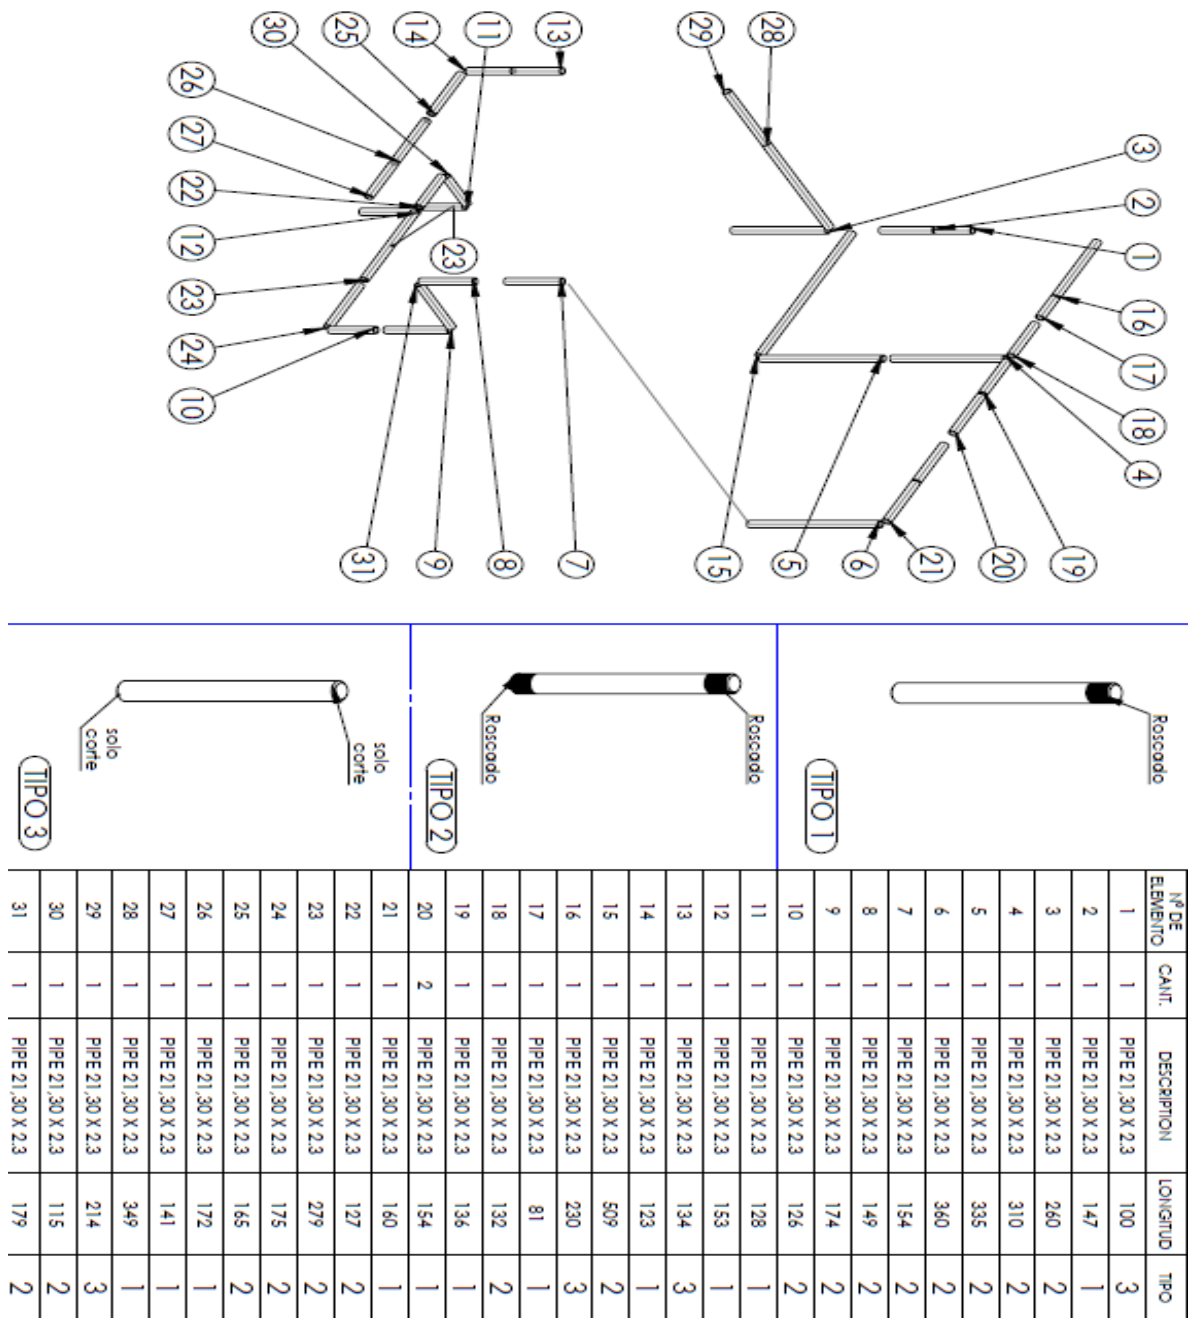 3
2
1
16
17
18
4
19
20
21
6
5
15
28
29
13
11
14
25
30
26
27
22
12
23
23
24
10
7
8
9
31
Roscado
TIPO 1
Roscado
Roscado
TIPO 2
solo
corte
solo
corte
TIPO 3
Nº DE ELEMENTO CANT. DESCRIPTION LONGITUD TIPO
1 1 PIPE 21,30 X 2.3 100 3
2 1 PIPE 21,30 X 2.3 147 1
3 1 PIPE 21,30 X 2.3 260 2
4 1 PIPE 21,30 X 2.3 310 2
5 1 PIPE 21,30 X 2.3 335 2
6 1 PIPE 21,30 X 2.3 360 2
7 1 PIPE 21,30 X 2.3 154 2
8 1 PIPE 21,30 X 2.3 149 2
9 1 PIPE 21,30 X 2.3 174 2
10 1 PIPE 21,30 X 2.3 126 2
11 1 PIPE 21,30 X 2.3 128 1
12 1 PIPE 21,30 X 2.3 153 1
13 1 PIPE 21,30 X 2.3 134 3
14 1 PIPE 21,30 X 2.3 123 1
15 1 PIPE 21,30 X 2.3 509 2
16 1 PIPE 21,30 X 2.3 230 3
17 1 PIPE 21,30 X 2.3 81 1
18 1 PIPE 21,30 X 2.3 132 2
19 1 PIPE 21,30 X 2.3 136 1
20 2 PIPE 21,30 X 2.3 154 1
21 1 PIPE 21,30 X 2.3 160 1
22 1 PIPE 21,30 X 2.3 127 2
23 1 PIPE 21,30 X 2.3 279 2
24 1 PIPE 21,30 X 2.3 175 2
25 1 PIPE 21,30 X 2.3 165 2
26 1 PIPE 21,30 X 2.3 172 1
27 1 PIPE 21,30 X 2.3 141 1
28 1 PIPE 21,30 X 2.3 349 1
29 1 PIPE 21,30 X 2.3 214 3
30 1 PIPE 21,30 X 2.3 115 2
31 1 PIPE 21,30 X 2.3 179 2